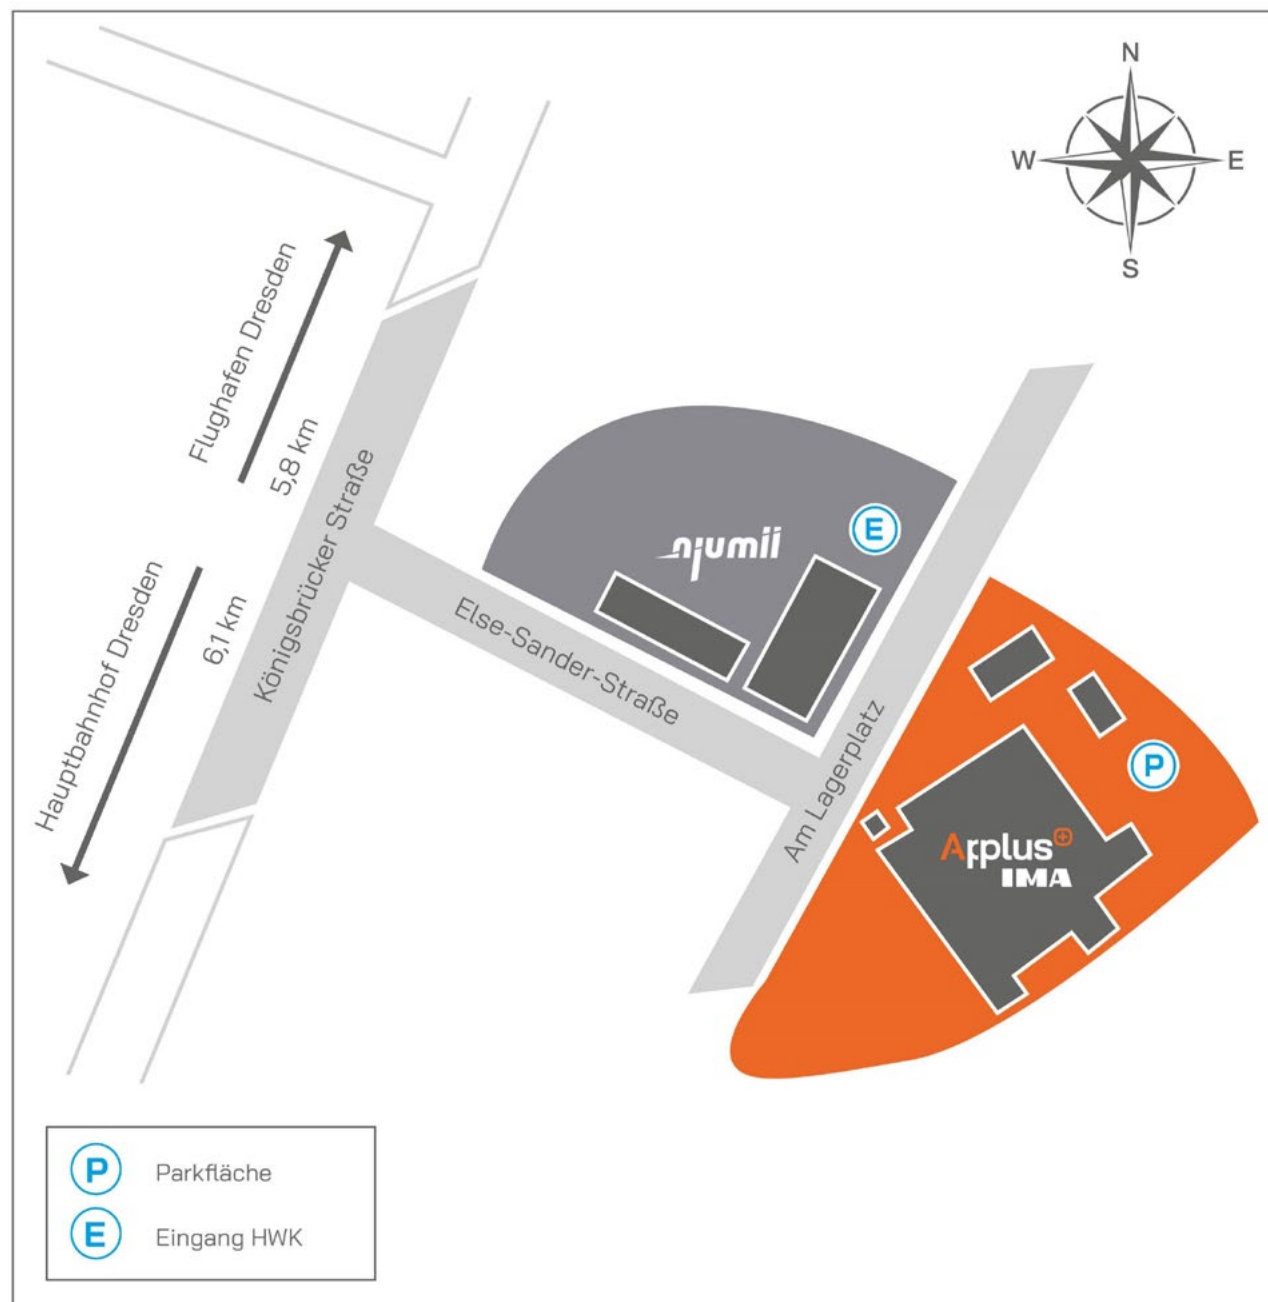 N
W
E
S
Flughafen Dresden
5,8 km
Königsbrücker Straße
Hauptbahnhof Dresden
6,1 km
njumii
E
Else-Sander-Straße
Am Lagerplatz
P
Applus+
IMA
P Parkfläche
E Eingang HWK